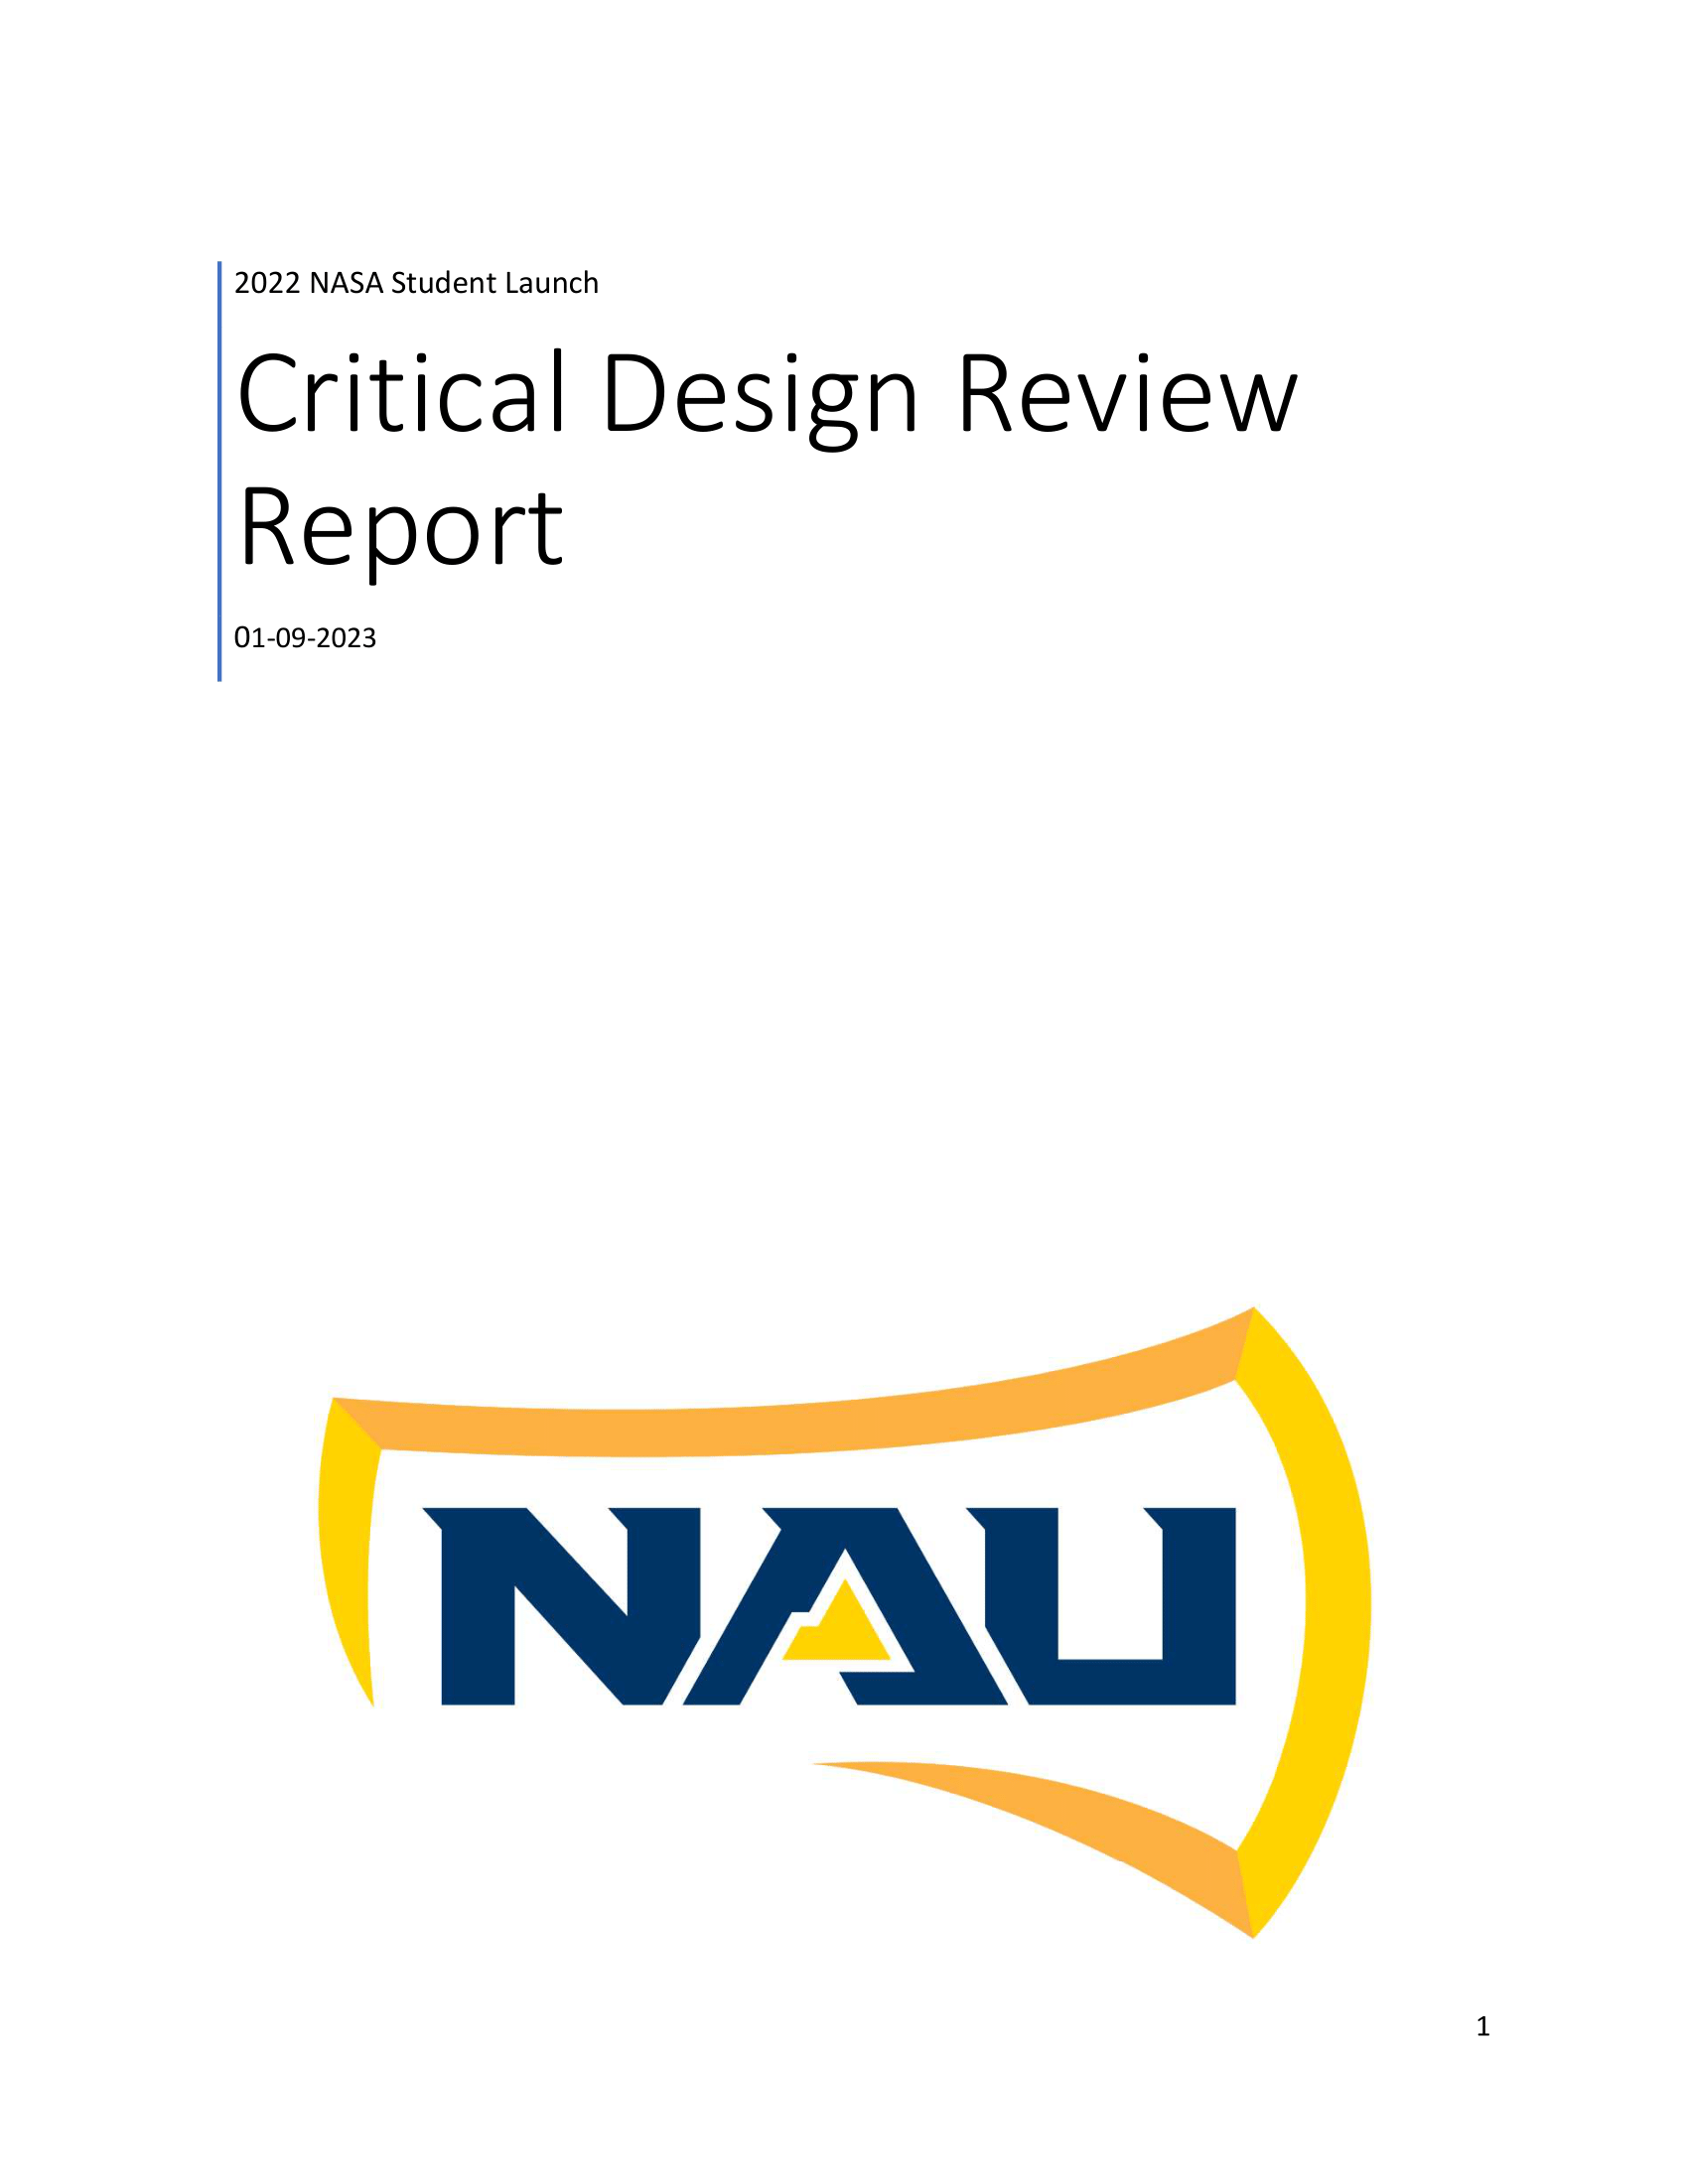 2022 NASA Student Launch
Critical Design Review
Report
01-09-2023
NAU
1